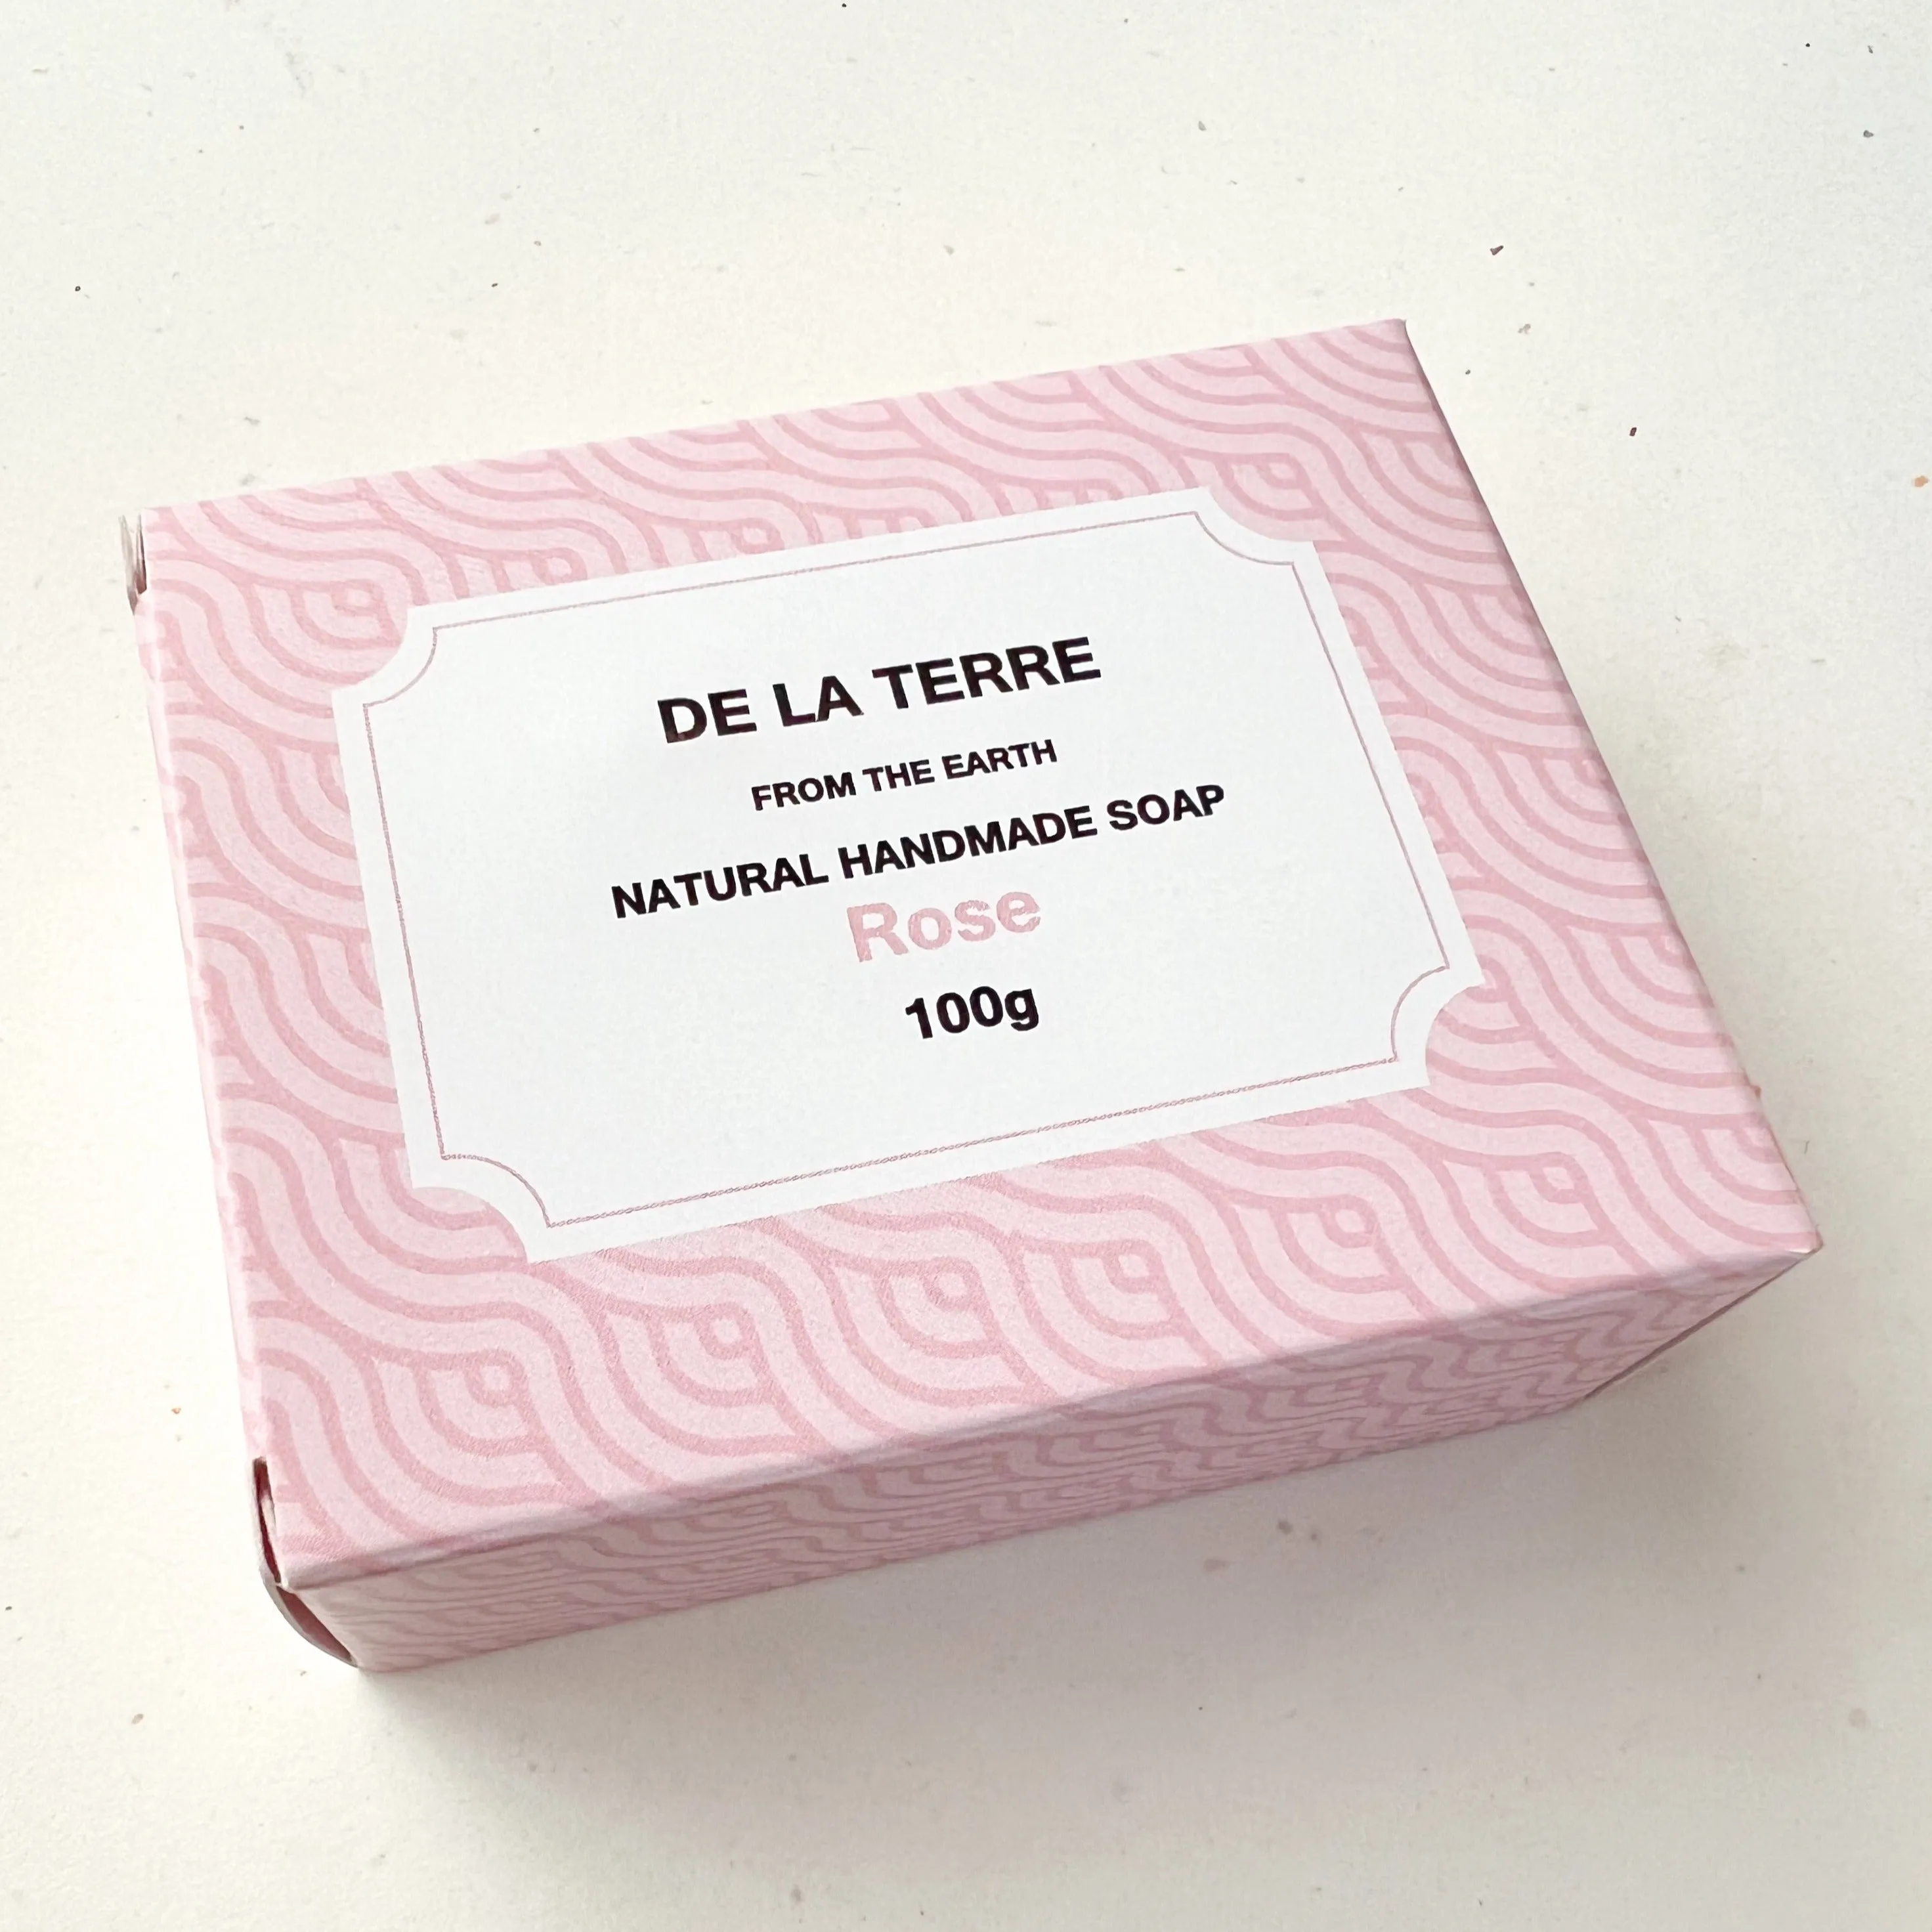 DE LA TERRE
FROM THE EARTH
NATURAL HANDMADE SOAP
Rose
100g